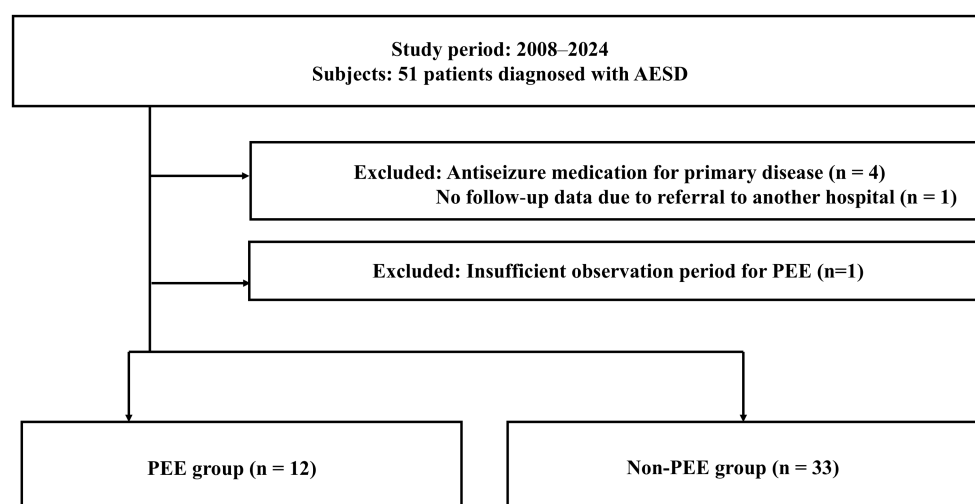 Study period: 2008–2024
Subjects: 51 patients diagnosed with AESD
Excluded: Antiseizure medication for primary disease (n = 4)
No follow-up data due to referral to another hospital (n = 1)
Excluded: Insufficient observation period for PEE (n=1)
PEE group (n = 12)
Non-PEE group (n = 33)